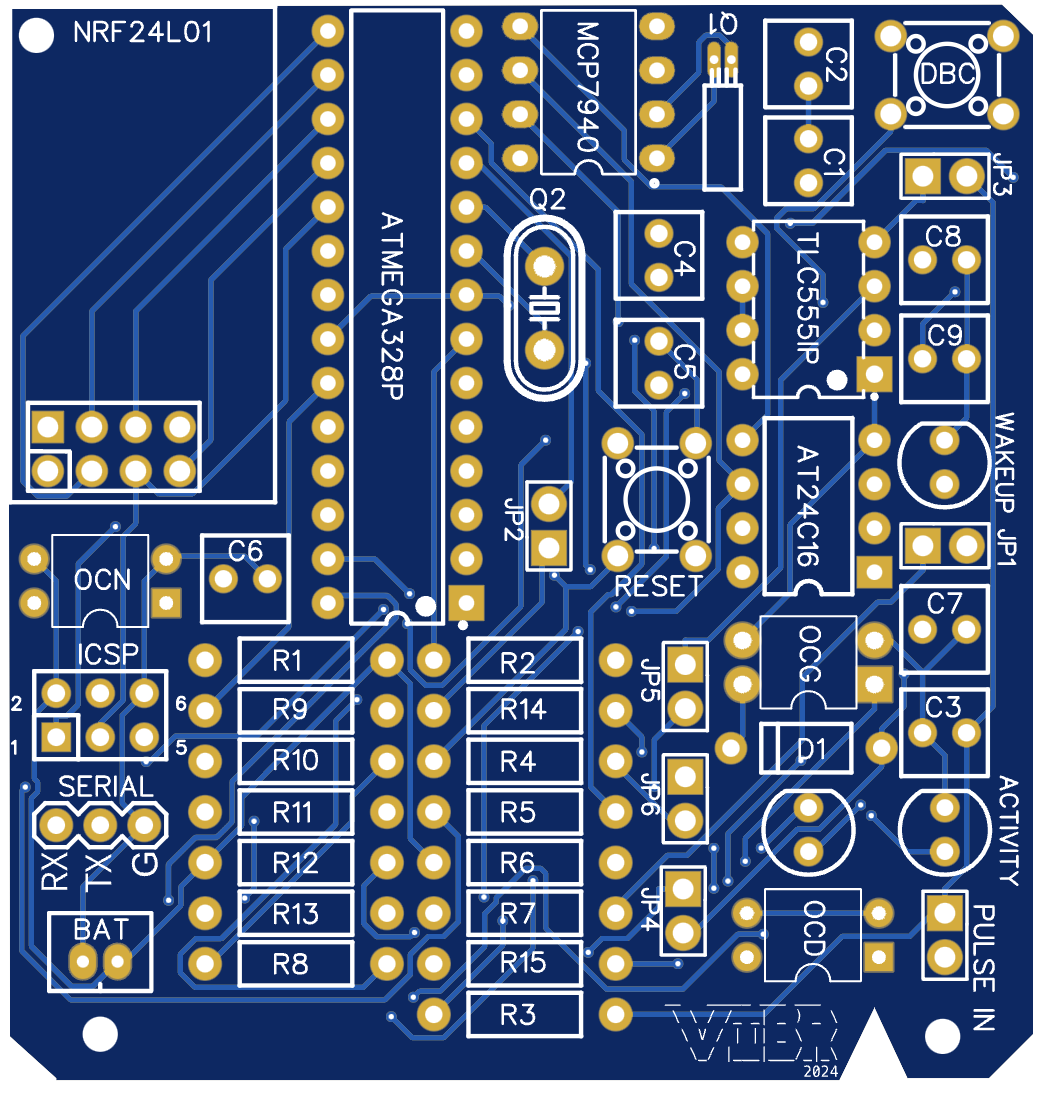 NRF24L01
MCP7940
Q1
C2
DBC
C1
JP3
Q2
ATMEGA328P
C4
TLC555IP
C8
C5
C9
WAKEUP
JP2
AT24C16
JP1
OCN
C6
RESET
C7
ICSP
R1
R2
JP5
OCG
2
6
R9
R14
C3
1
5
R10
R4
D1
SERIAL
JP6
ACTIVITY
R11
R5
RX
TX
G
R12
R6
BAT
R13
R7
JP4
OCD
PULSE IN
R8
R15
R3
VIBR
2024